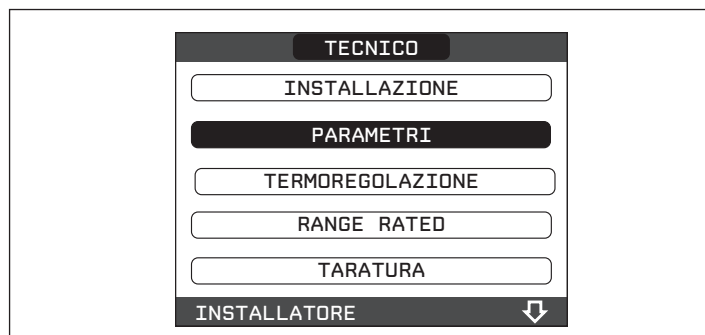 TECNICO
INSTALLAZIONE
PARAMETRI
TERMOREGOLAZIONE
RANGE RATED
TARATURA
INSTALLATORE